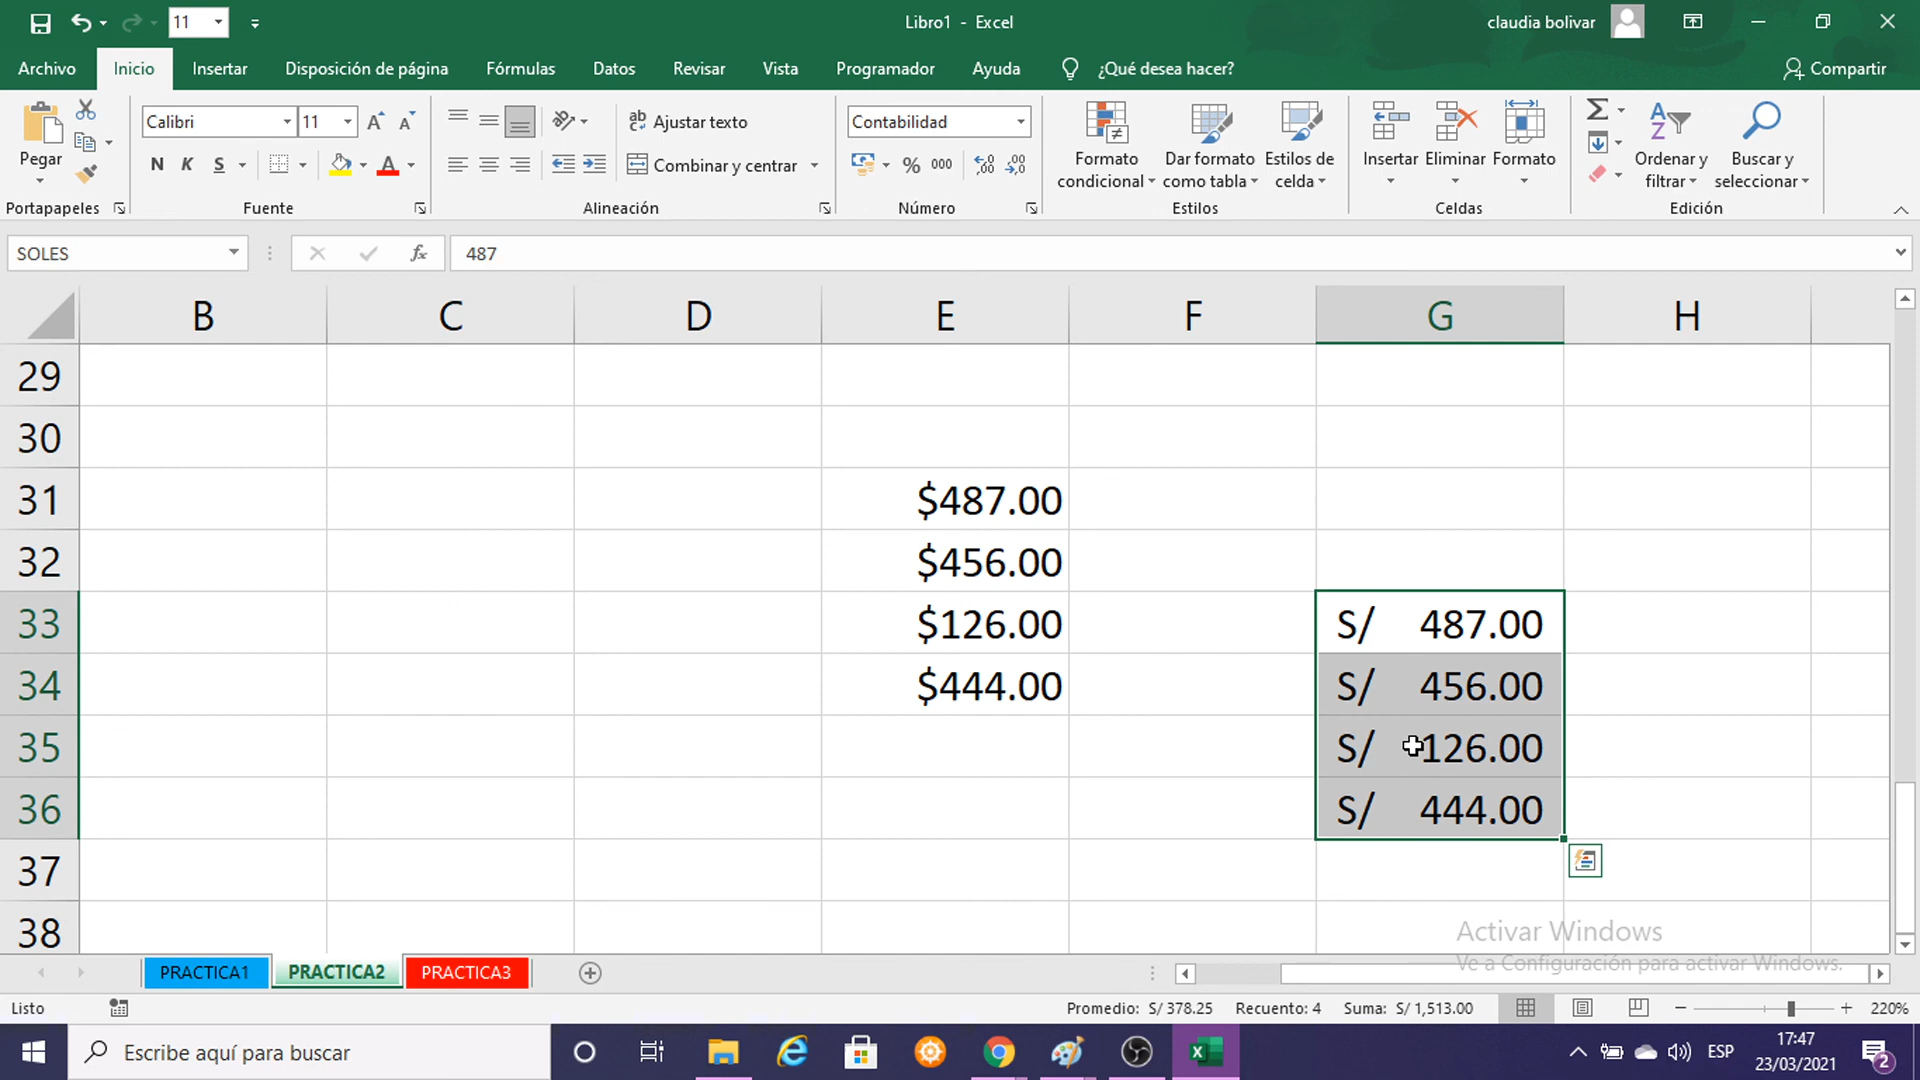 11
Libro1 - Excel
claudia bolivar
Archivo
Inicio
Insertar
Disposición de página
Fórmulas
Datos
Revisar
Vista
Programador
Ayuda
¿Qué desea hacer?
Compartir
Pegar
Calibri
11
N K S
Ajustar texto
Combinar y centrar
Contabilidad
% 000
Formato condicional
Dar formato como tabla
Estilos de celda
Insertar
Eliminar
Formato
Ordenar y filtrar
Buscar y seleccionar
Portapapeles
Fuente
Alineación
Número
Estilos
Celdas
Edición
SOLES
fx
487
B C D E F G H
29
30
31 $487.00
32 $456.00
33 $126.00 S/ 487.00
34 $444.00 S/ 456.00
35 S/ 126.00
36 S/ 444.00
37
38
Activar Windows
Ve a Configuración para activar Windows.
PRACTICA1
PRACTICA2
PRACTICA3
Listo
Promedio: S/ 378.25
Recuento: 4
Suma: S/ 1,513.00
220%
Escribe aquí para buscar
ESP
17:47
23/03/2021
2